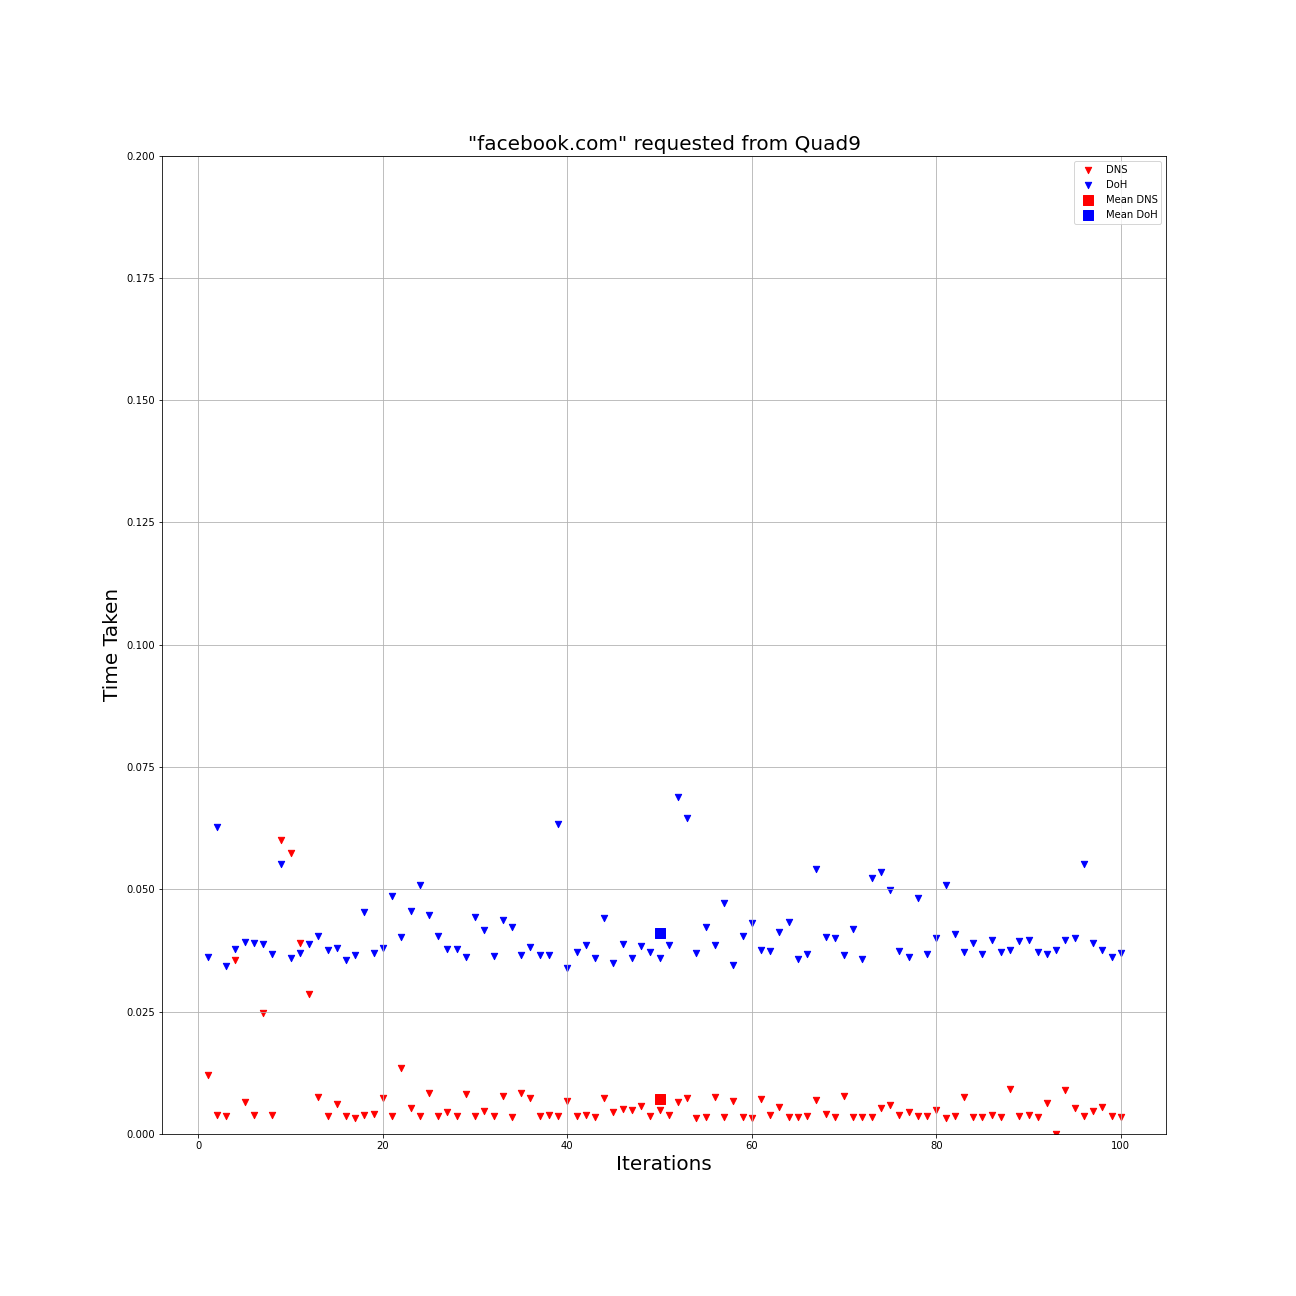 "facebook.com" requested from Quad9
0.200
0.175
0.150
0.125
0.100
0.075
0.050
0.025
0.000
Time Taken
DNS
DoH
Mean DNS
Mean DoH
0 20 40 60 80 100
Iterations